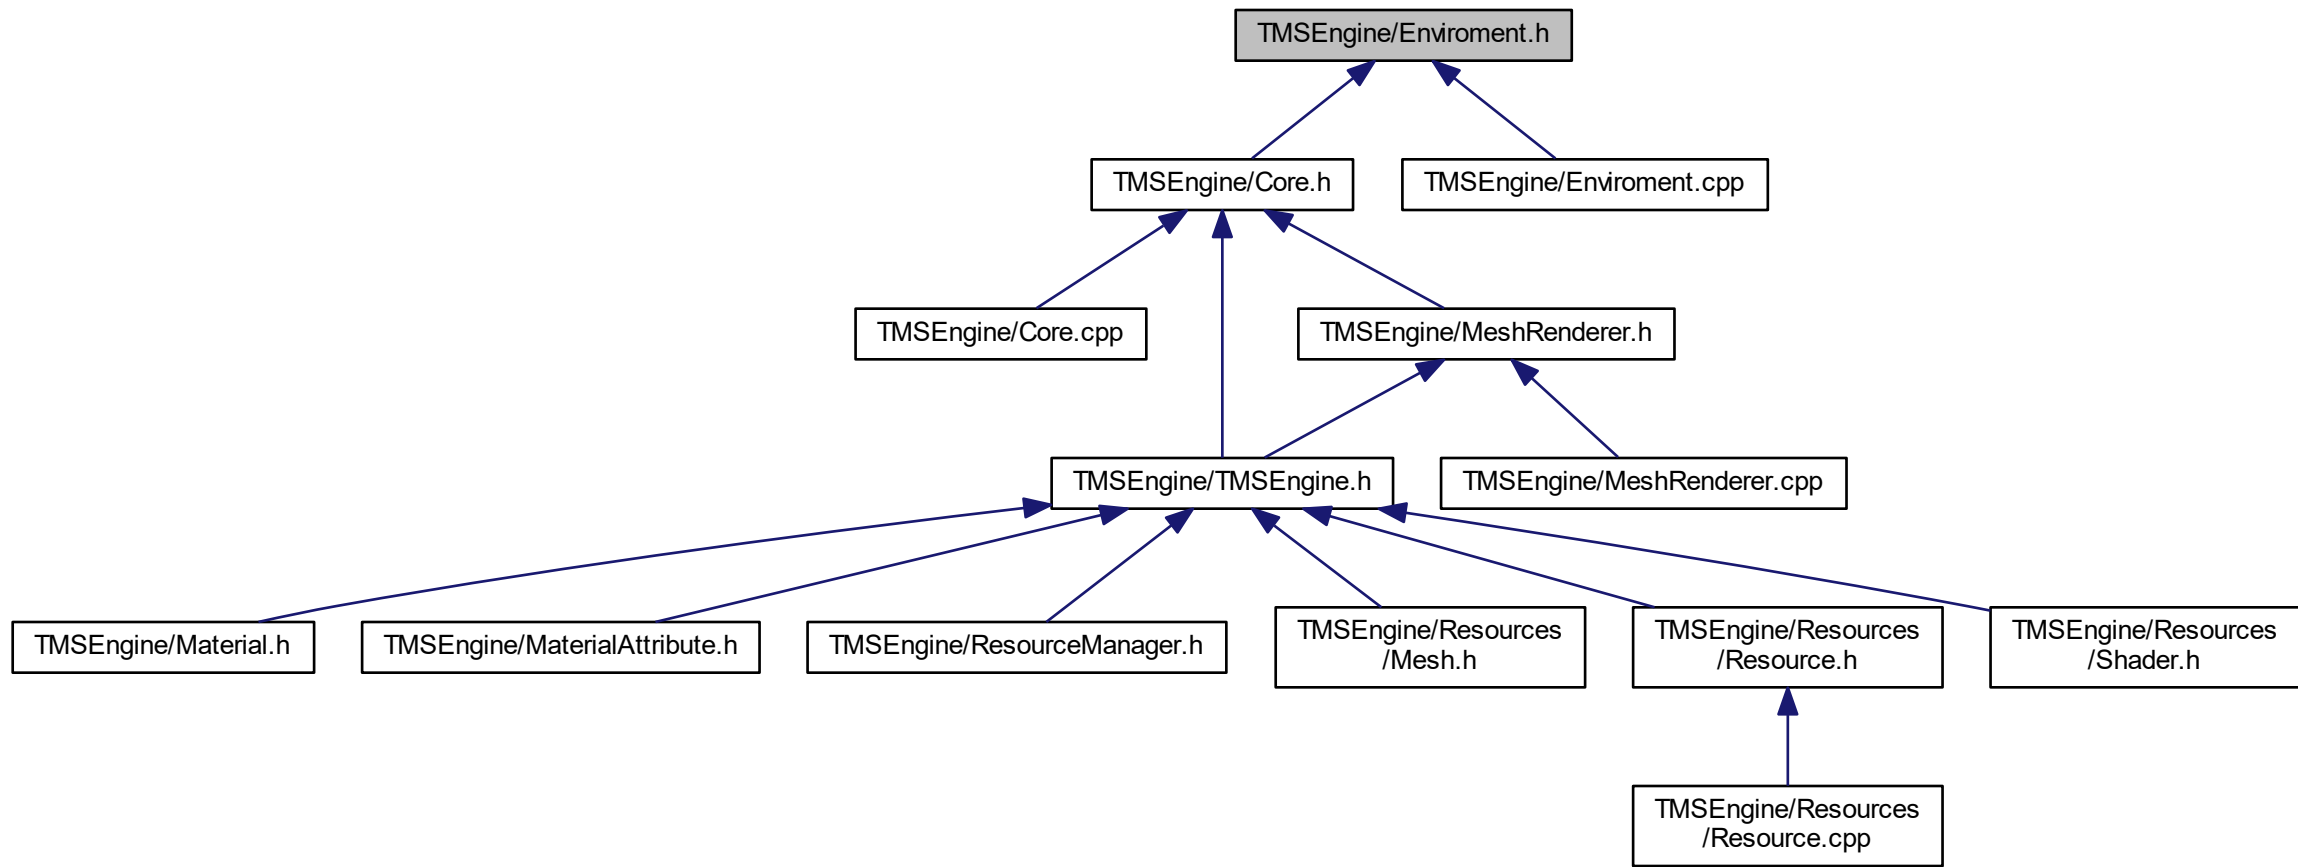 TMSEngine/Enviroment.h
TMSEngine/Core.h
TMSEngine/Enviroment.cpp
TMSEngine/Core.cpp
TMSEngine/MeshRenderer.h
TMSEngine/TMSEngine.h
TMSEngine/MeshRenderer.cpp
TMSEngine/Material.h
TMSEngine/MaterialAttribute.h
TMSEngine/ResourceManager.h
TMSEngine/Resources
/Mesh.h
TMSEngine/Resources
/Resource.h
TMSEngine/Resources
/Shader.h
TMSEngine/Resources
/Resource.cpp